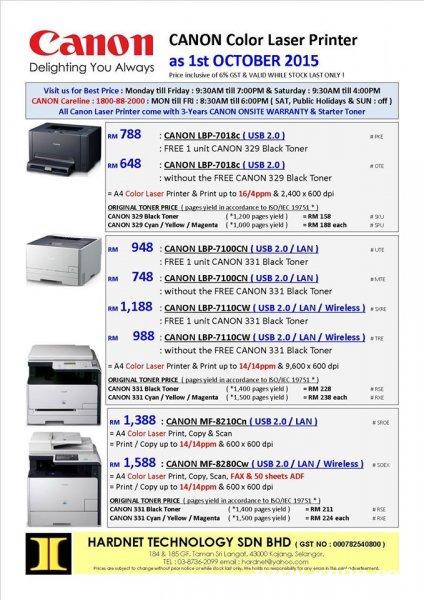 Canon
Delighting You Always
CANON Color Laser Printer
as 1st OCTOBER 2015
Price inclusive of 6% GST & VALID WHILE STOCK LAST ONLY !
Visit us for Best Price : Monday till Friday : 9:30AM till 7:00PM & Saturday : 9:30AM till 4:00PM
CANON Careline : 1800-88-2000 : MON till FRI : 8:30AM till 6:00PM ( SAT, Public Holidays & SUN : off )
All Canon Laser Printer come with 3-Years CANON ONSITE WARRANTY & Starter Toner
RM 788 : CANON LBP-7018c ( USB 2.0 ) # PKE
: FREE 1 unit CANON 329 Black Toner
RM 648 : CANON LBP-7018c ( USB 2.0 ) # OTE
: without the FREE CANON 329 Black Toner
= A4 Color Laser Printer & Print up to 16/4ppm & 2,400 x 600 dpi
ORIGINAL TONER PRICE ( pages yield in accordance to ISO/IEC 19751 * )
CANON 329 Black Toner ( *1,200 pages yield ) = RM 158 # SKU
CANON 329 Cyan / Yellow / Magenta ( *1,000 pages yield ) = RM 188 each # SPU
RM 948 : CANON LBP-7100CN ( USB 2.0 / LAN ) # UTE
: FREE 1 unit CANON 331 Black Toner
RM 748 : CANON LBP-7100CN ( USB 2.0 / LAN ) # MTE
: without the FREE CANON 331 Black Toner
RM 1,188 : CANON LBP-7110CW ( USB 2.0 / LAN / Wireless ) # SXRE
: FREE 1 unit CANON 331 Black Toner
RM 988 : CANON LBP-7110CW ( USB 2.0 / LAN / Wireless ) # TRE
: without the FREE CANON 331 Black Toner
= A4 Color Laser Printer & Print up to 14/14ppm & 9,600 x 600 dpi
ORIGINAL TONER PRICE ( pages yield in accordance to ISO/IEC 19751 * )
CANON 331 Black Toner ( *1,400 pages yield ) = RM 228 # RSE
CANON 331 Cyan / Yellow / Magenta ( *1,500 pages yield ) = RM 238 each # RXE
RM 1,388 : CANON MF-8210Cn ( USB 2.0 / LAN ) # SROE
= A4 Color Laser Print, Copy & Scan
= Print / Copy up to 14/14ppm & 600 x 600 dpi
RM 1,588 : CANON MF-8280Cw ( USB 2.0 / LAN / Wireless ) # SOEX
= A4 Color Laser Print, Copy, Scan, FAX & 50 sheets ADF
= Print / Copy up to 14/14ppm & 600 x 600 dpi
ORIGINAL TONER PRICE ( pages yield in accordance to ISO/IEC 19751 * )
CANON 331 Black Toner ( *1,400 pages yield ) = RM 211 # RSE
CANON 331 Cyan / Yellow / Magenta ( *1,500 pages yield ) = RM 224 each # RXE
HARDNET TECHNOLOGY SDN BHD ( GST NO : 000782540800 )
184 & 185 GF, Taman Sri Langat, 43000 Kajang, Selangor.
TEL : 03-8736-2099 email : hardnet@yahoo.com
Prices are subject to change without prior notice or while stock last only. We holds no responsibility for any error in this card Advertisement.